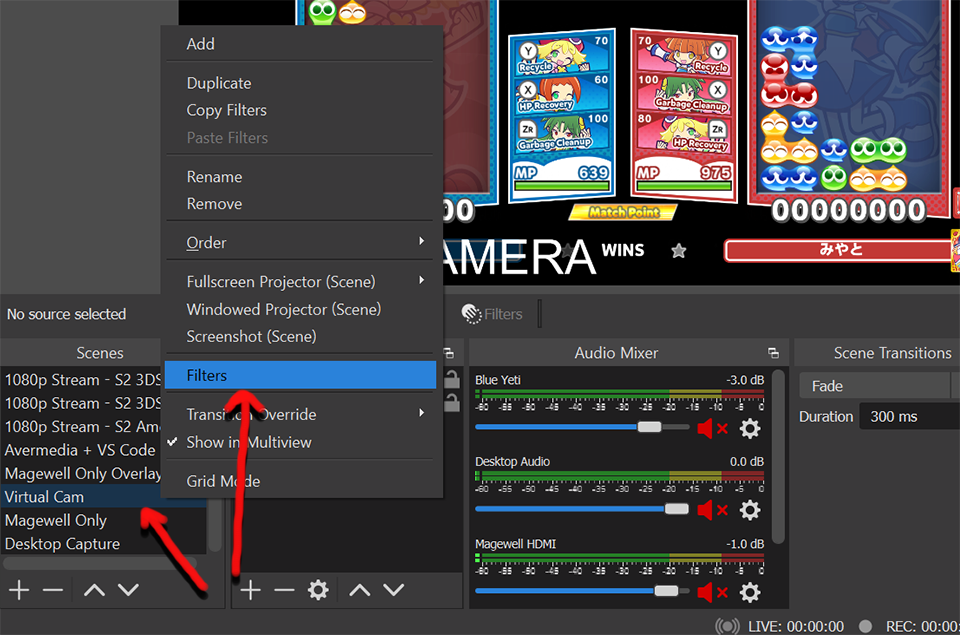 Add
Duplicate
Copy Filters
Paste Filters
Rename
Remove
Order
Fullscreen Projector (Scene)
Windowed Projector (Scene)
Screenshot (Scene)
Filters
Transition Override
Show in Multiview
Grid Mode
70
Y
Recycle
60
X
HP Recovery
100
ZR
Garbage Cleanup
MP 639
70
Y
Recycle
100
X
Garbage Cleanup
80
ZR
HP Recovery
MP 975
00
Match Point
00000000
AMERA
WINS
みやと
No source selected
Filters
Scenes
1080p Stream - S2 3DS
1080p Stream - S2 3DS
1080p Stream - S2 Am
Avermedia + VS Code
Magewell Only Overlay
Virtual Cam
Magewell Only
Desktop Capture
Audio Mixer
Blue Yeti -3.0 dB
-60 -55 -50 -45 -40 -35 -30 -25 -20 -15 -10 -5 0
Desktop Audio 0.0 dB
-60 -55 -50 -45 -40 -35 -30 -25 -20 -15 -10 -5 0
Magewell HDMI -1.0 dB
-60 -55 -50 -45 -40 -35 -30 -25 -20 -15 -10 -5 0
Scene Transitions
Fade
Duration 300 ms
LIVE: 00:00:00
REC: 00:00: